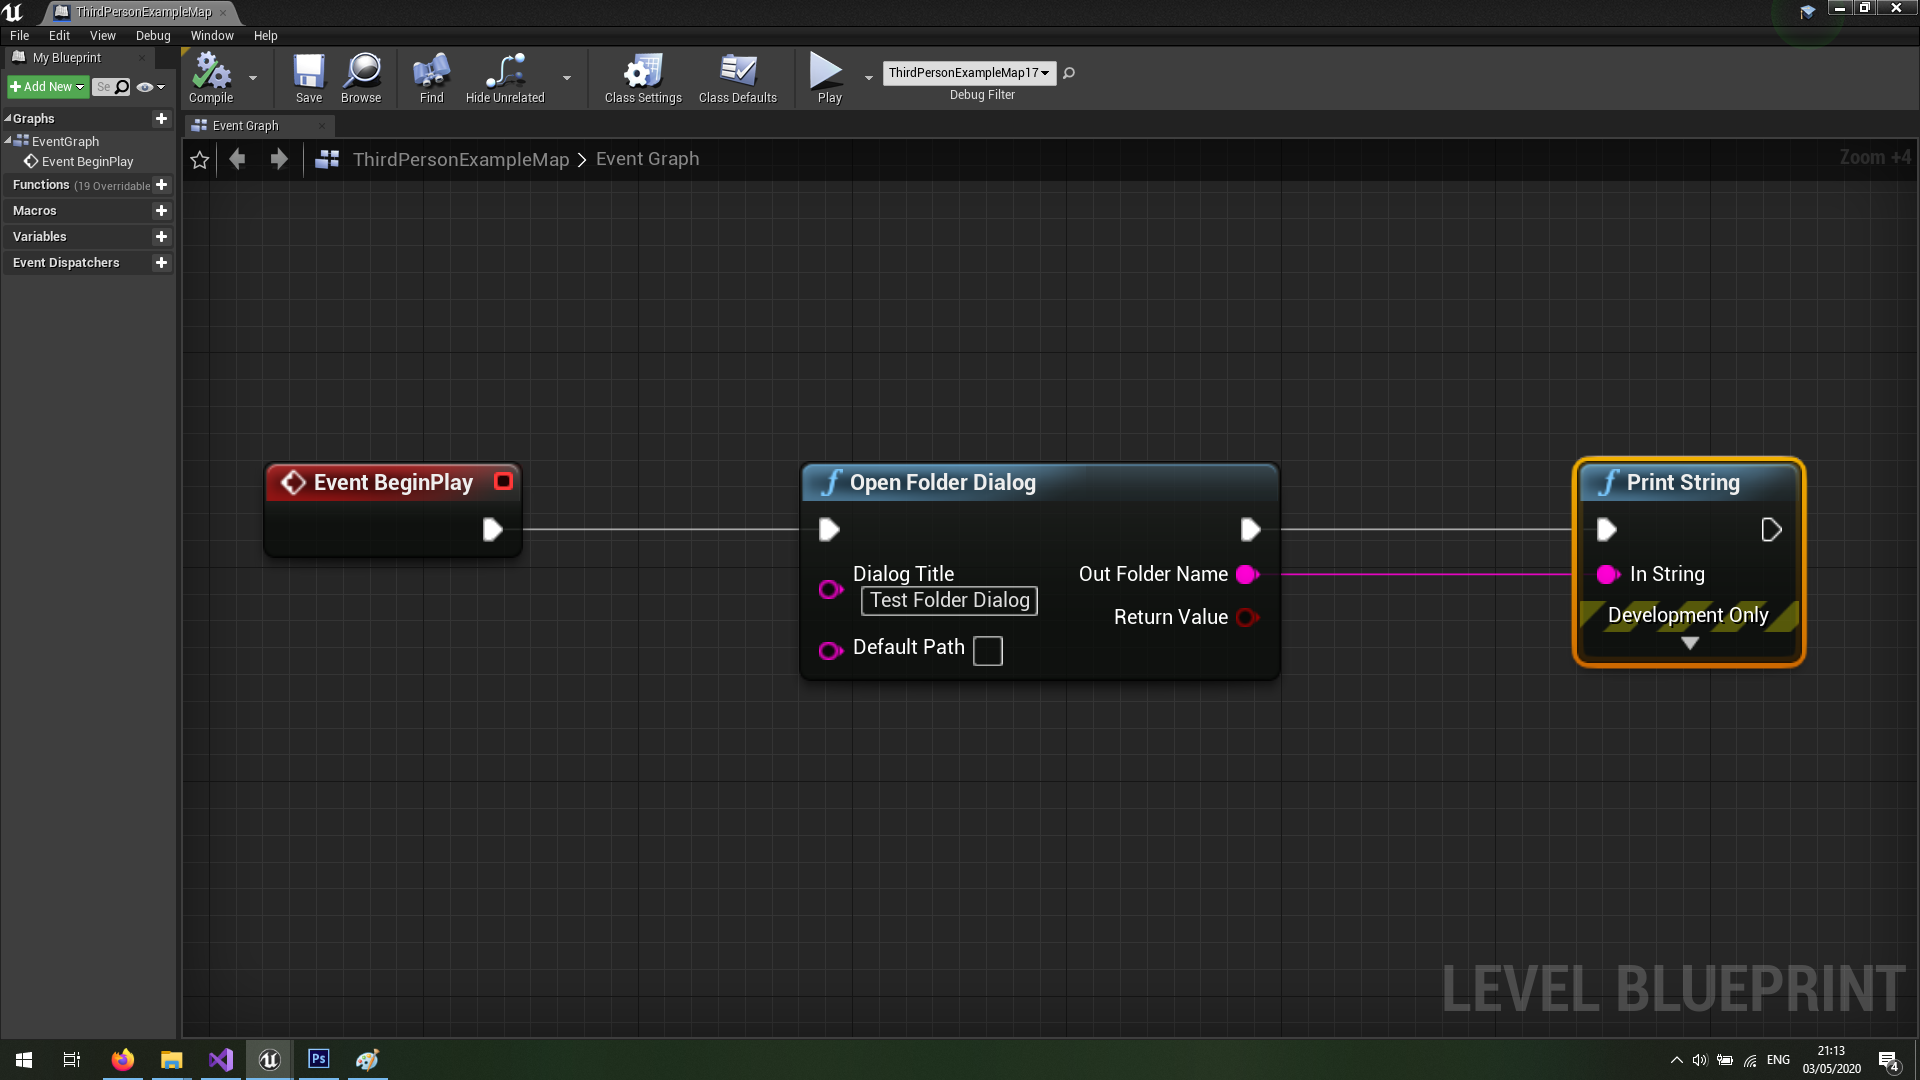 ThirdPersonExampleMap
File Edit View Debug Window Help
My Blueprint
Add New Se
Compile Save Browse Find Hide Unrelated Class Settings Class Defaults Play
ThirdPersonExampleMap17
Debug Filter
Graphs
EventGraph
Event BeginPlay
Functions (19 Overridable
Macros
Variables
Event Dispatchers
Event Graph
ThirdPersonExampleMap > Event Graph
Zoom +4
Event BeginPlay
f Open Folder Dialog
Dialog Title
Test Folder Dialog
Default Path
Out Folder Name
Return Value
f Print String
In String
Development Only
LEVEL BLUEPRINT
Ps
ENG
21:13
03/05/2020
4